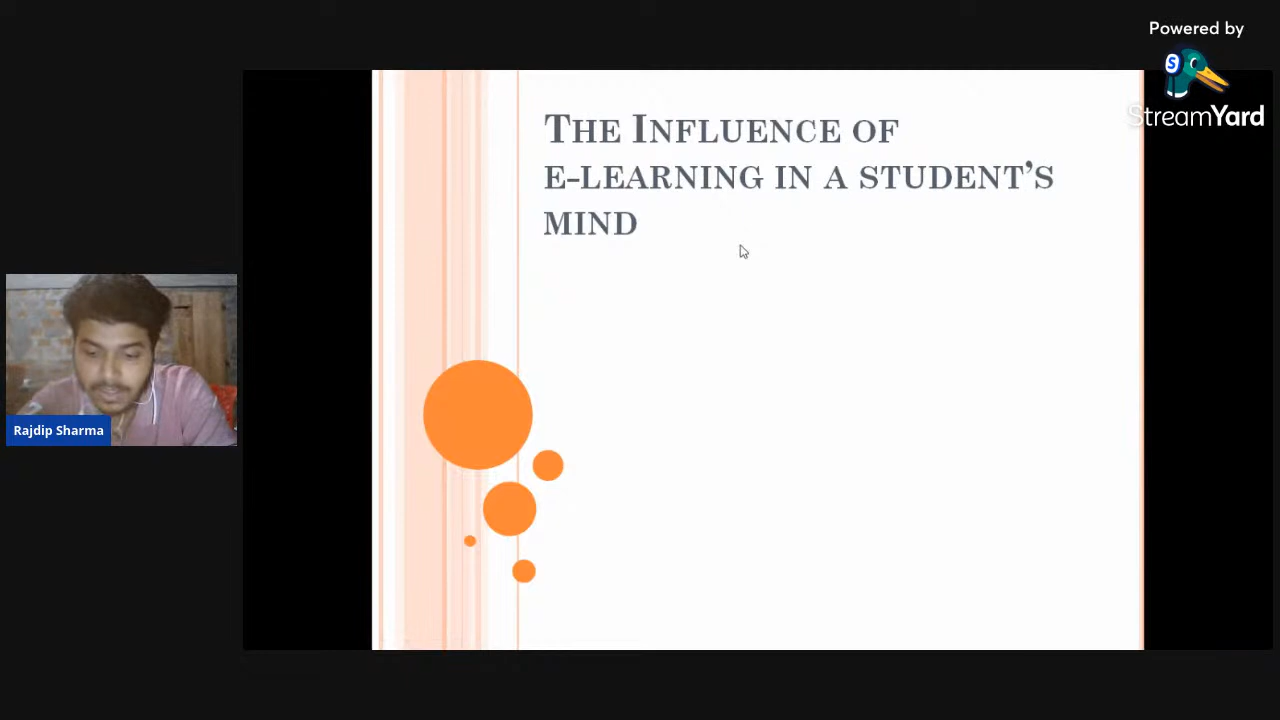 Powered by
S
StreamYard
The Influence of
e-learning in a student's
mind
Rajdip Sharma